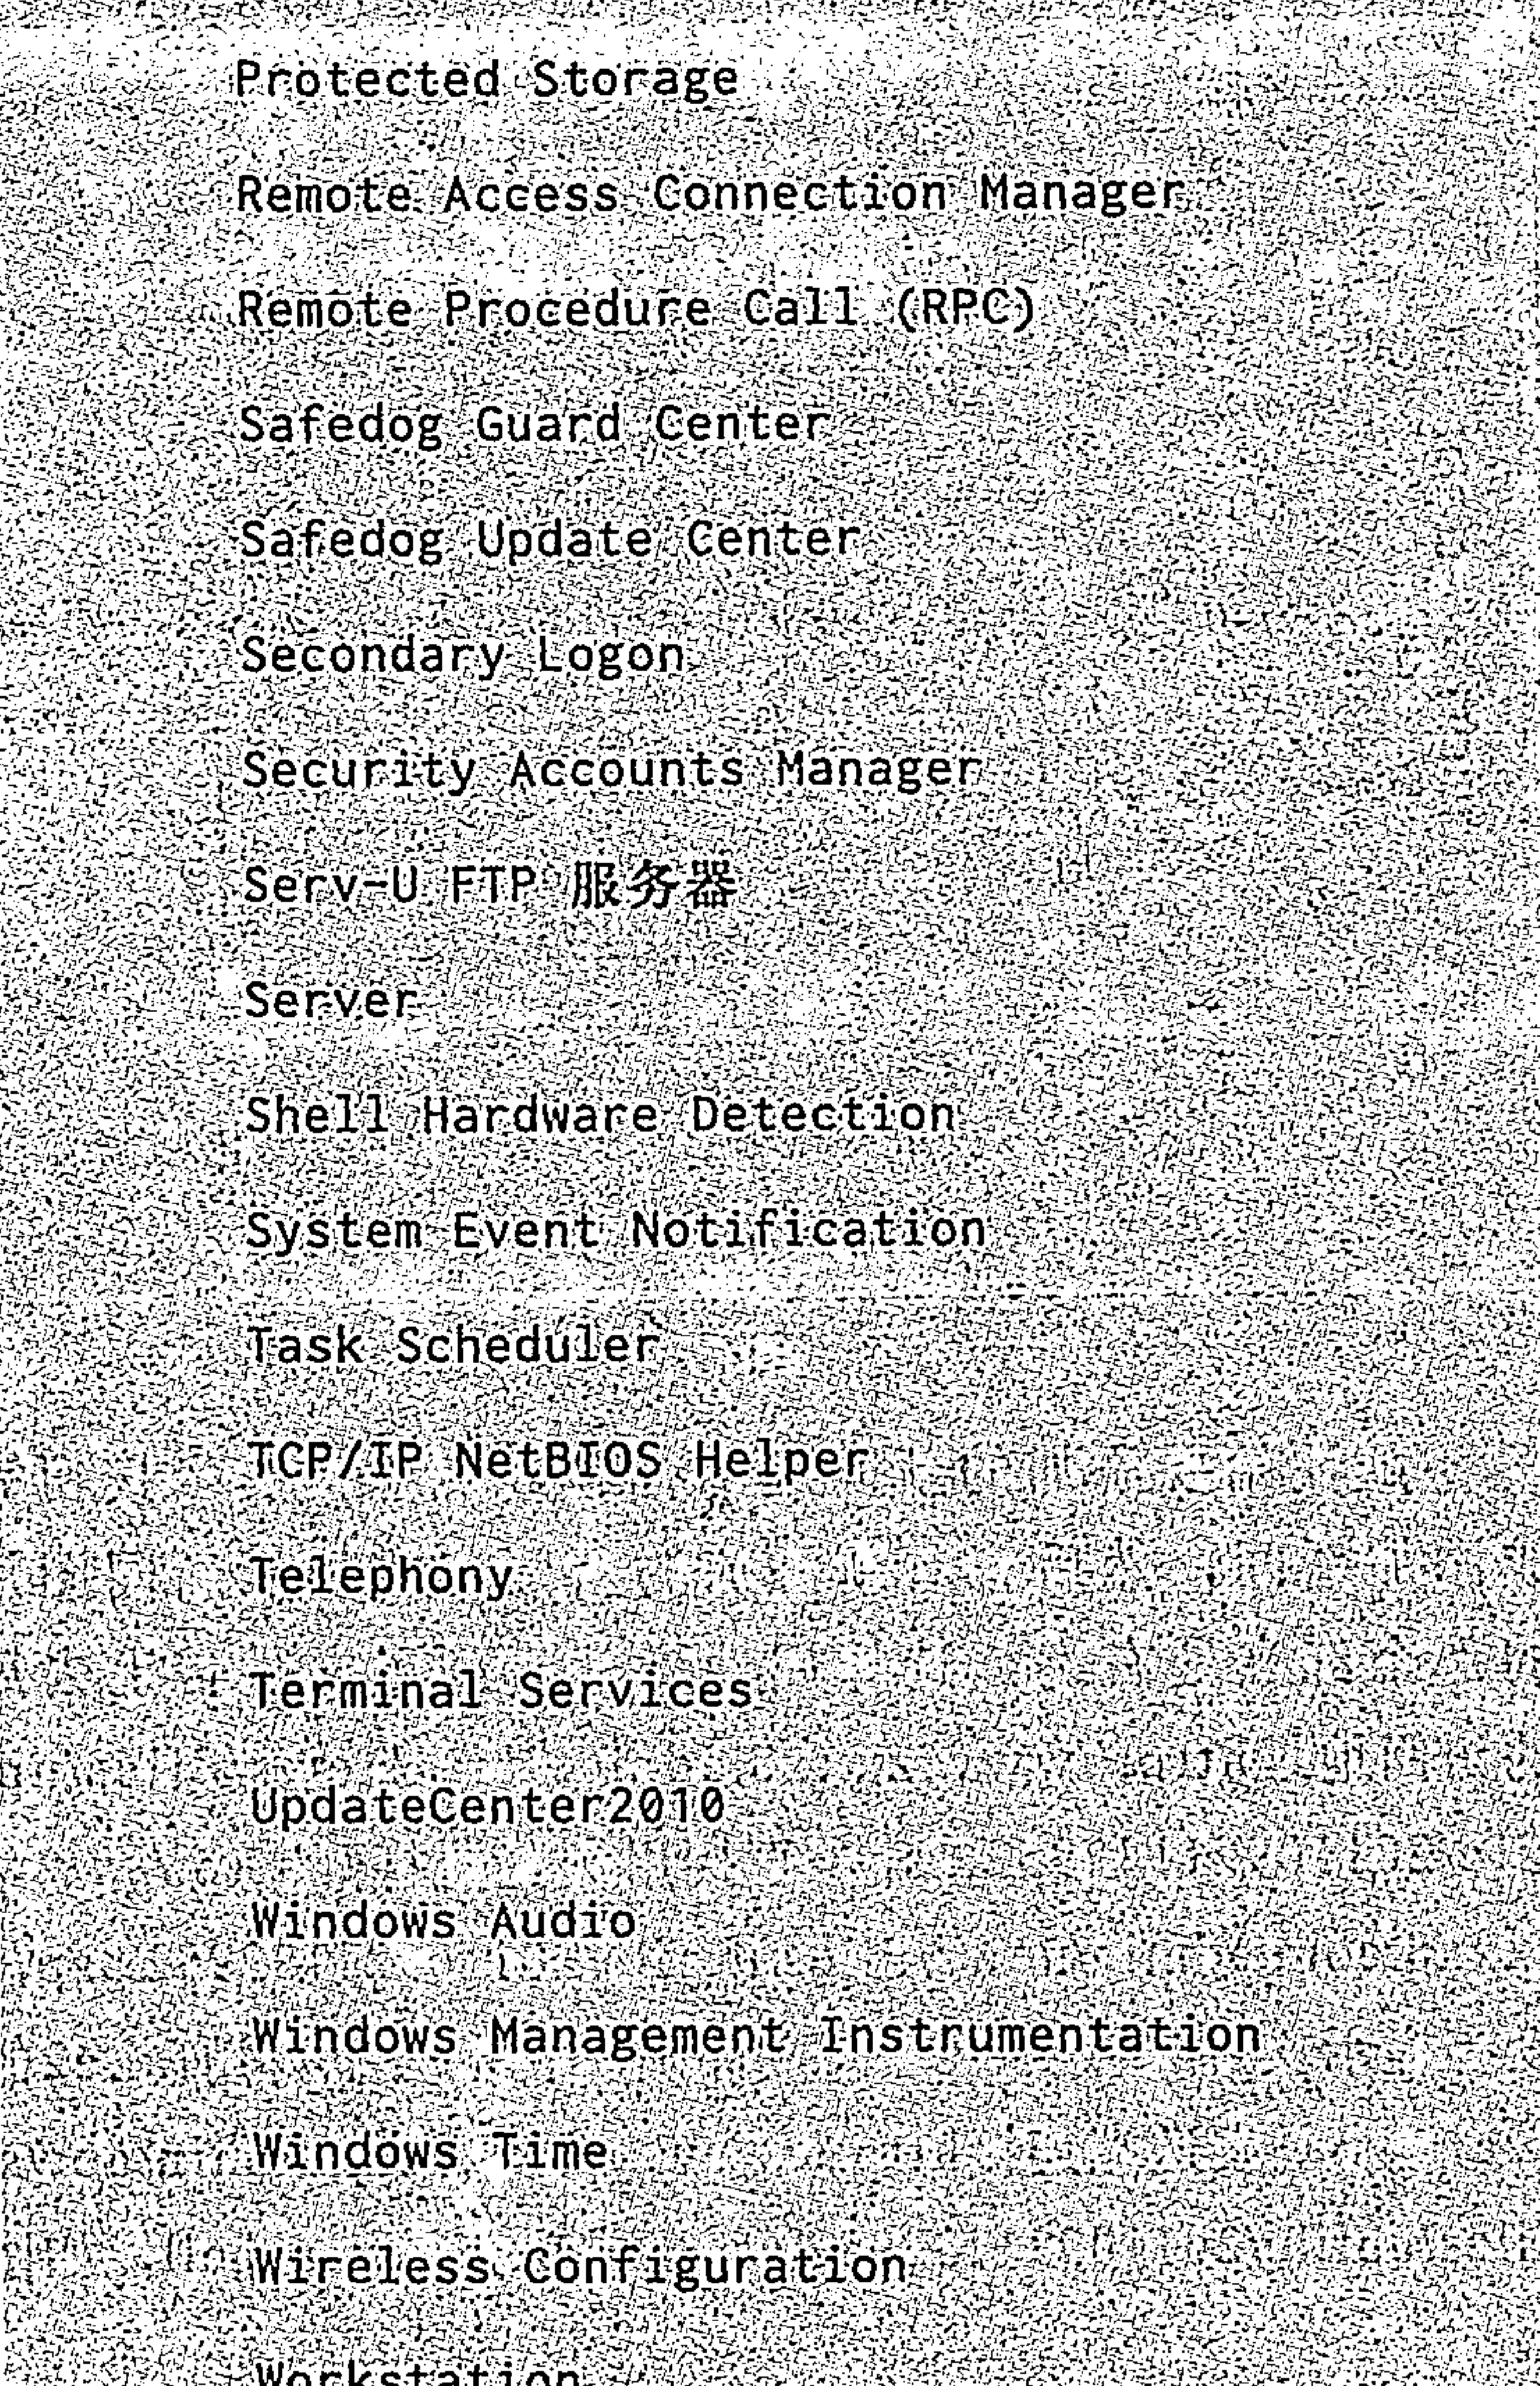 Protected Storage
Remote Access Connection Manager
Remote Procedure Call (RPC)
Safedog Guard Center
Safedog Update Center
Secondary Logon
Security Accounts Manager
Serv-U FTP 服务器
Server
Shell Hardware Detection
System Event Notification
Task Scheduler
TCP/IP NetBIOS Helper
Telephony
Terminal Services
UpdateCenter2010
Windows Audio
Windows Management Instrumentation
Windows Time
Wireless Configuration
Workstation